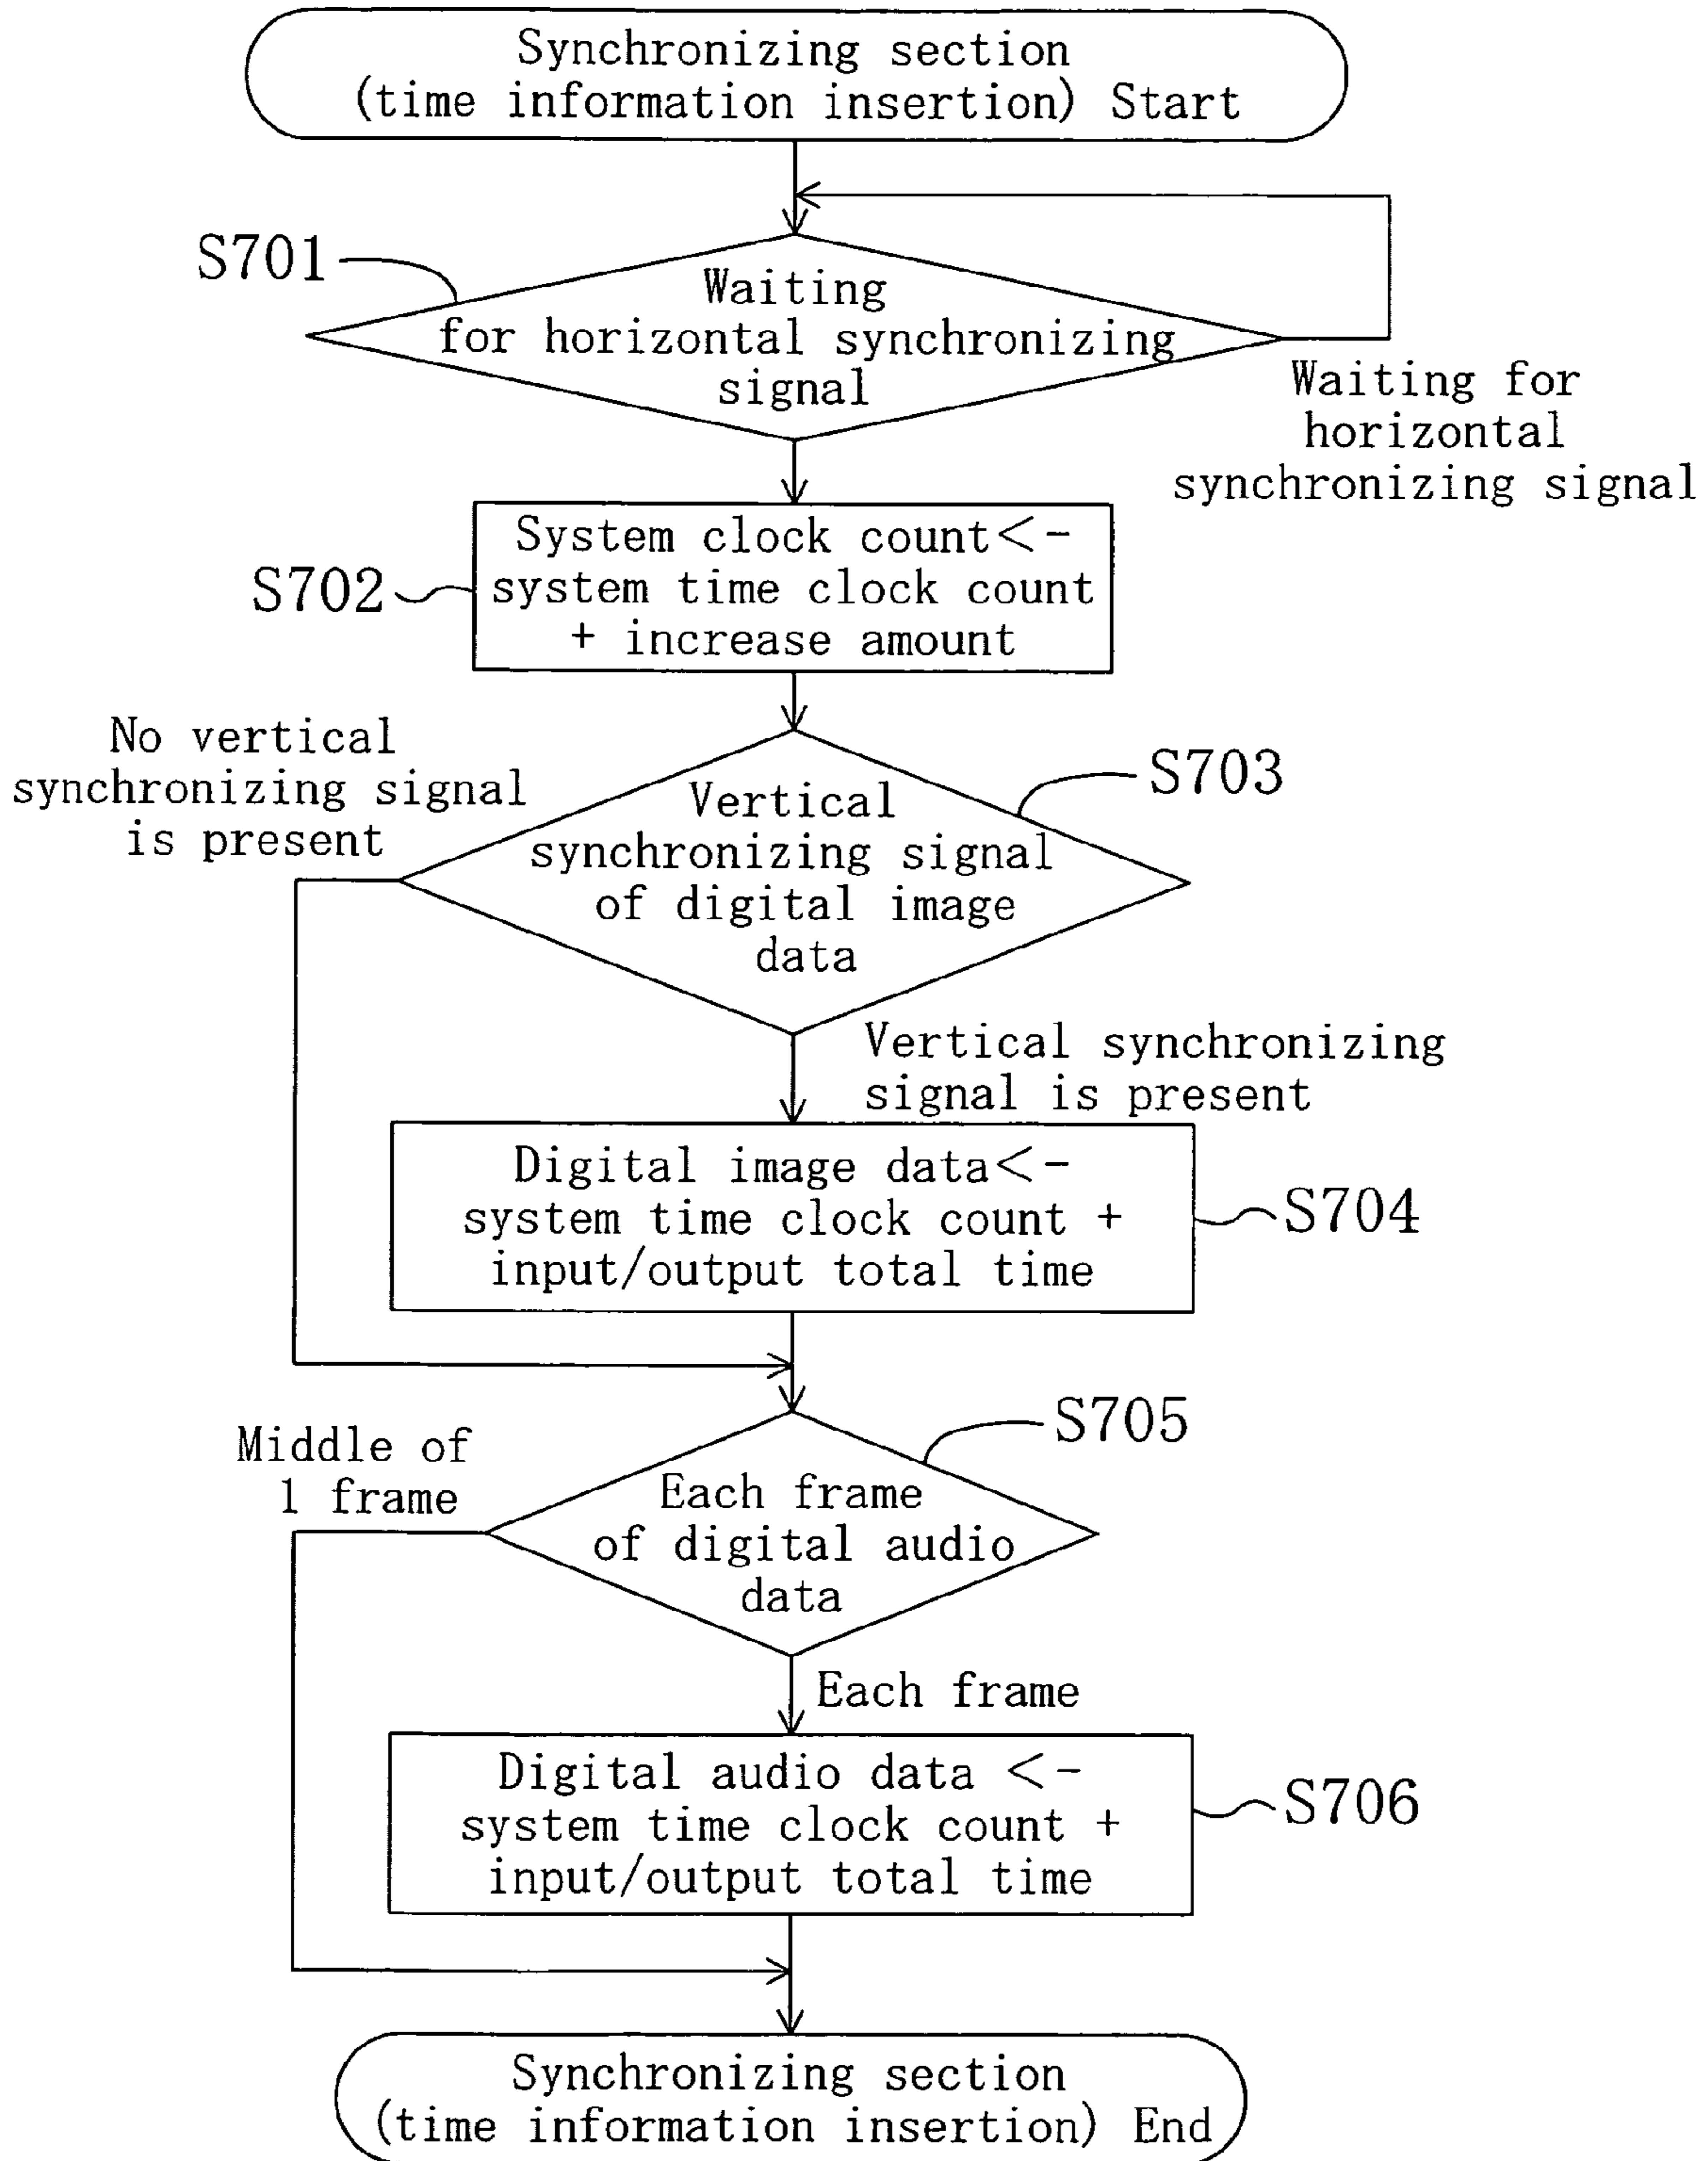 Synchronizing section
(time information insertion) Start
S701
Waiting
for horizontal synchronizing
signal
Waiting for
horizontal
synchronizing signal
S702
System clock count<-
system time clock count
+ increase amount
No vertical
synchronizing signal
is present
S703
Vertical
synchronizing signal
of digital image
data
Vertical synchronizing
signal is present
Digital image data<-
system time clock count +
input/output total time
S704
Middle of
1 frame
S705
Each frame
of digital audio
data
Each frame
Digital audio data <-
system time clock count +
input/output total time
S706
Synchronizing section
(time information insertion) End